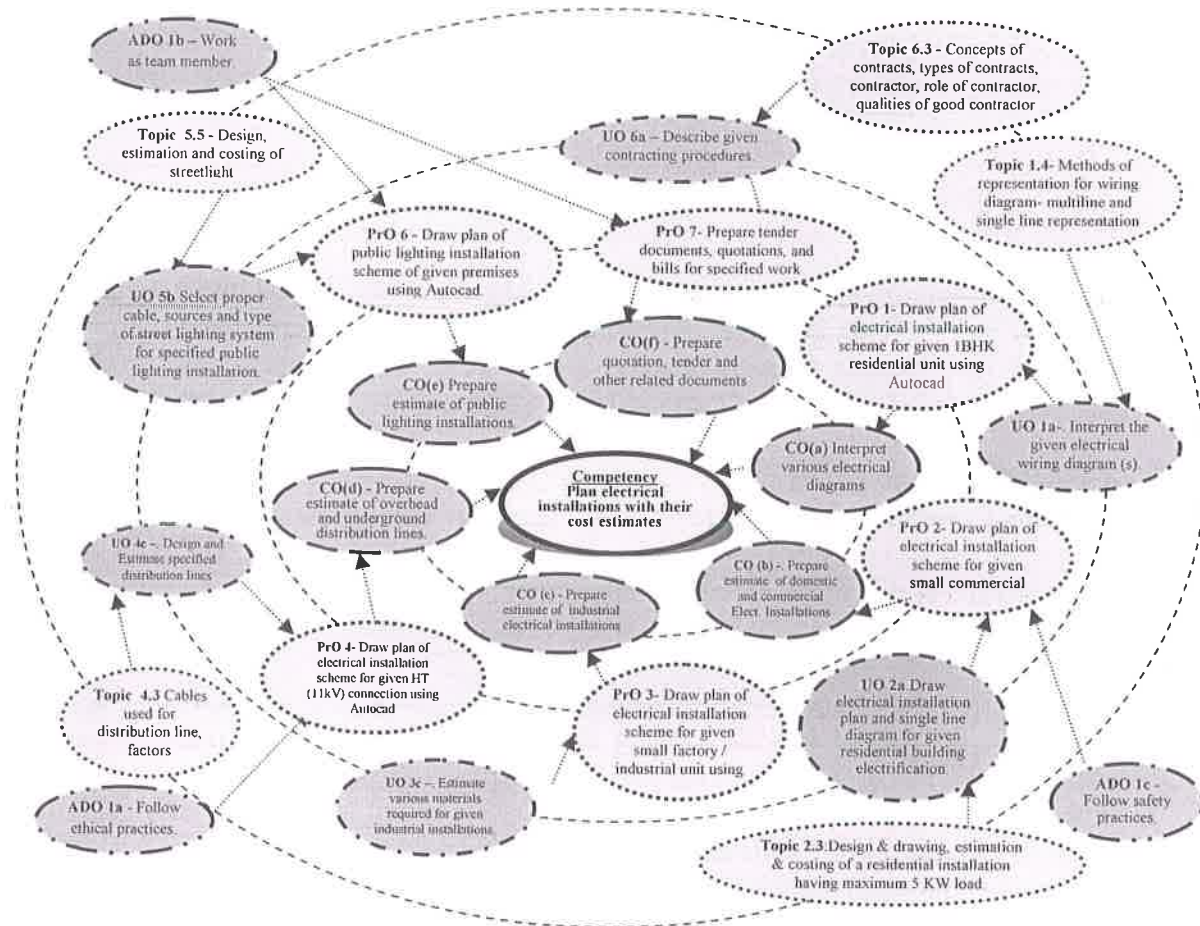 ADO 1b – Work
as team member.
Topic 6.3 - Concepts of
contracts, types of contracts,
contractor, role of contractor,
qualities of good contractor
Topic 5.5 - Design,
estimation and costing of
streetlight
UO 6a – Describe given
contracting procedures.
Topic 1.4- Methods of
representation for wiring
diagram- multiline and
single line representation
PrO 6 - Draw plan of
public lighting installation
scheme of given premises
using Autocad.
PrO 7- Prepare tender
documents, quotations, and
bills for specified work
UO 5b Select proper
cable, sources and type
of street lighting system
for specified public
lighting installation.
PrO 1- Draw plan of
electrical installation
scheme for given 1BHK
residential unit using
Autocad
CO(f) - Prepare
quotation, tender and
other related documents
CO(e) Prepare
estimate of public
lighting installations.
UO 1a-. Interpret the
given electrical
wiring diagram (s).
CO(a) Interpret
various electrical
diagrams
Competency
Plan electrical
installations with their
cost estimates
CO(d) - Prepare
estimate of overhead
and underground
distribution lines.
PrO 2- Draw plan of
electrical installation
scheme for given
small commercial
UO 4c -. Design and
Estimate specified
distribution lines
CO (b) -. Prepare
estimate of domestic
and commercial
Elect. Installations
CO (c) - Prepare
estimate of industrial
electrical installations
PrO 4- Draw plan of
electrical installation
scheme for given HT
(11kV) connection using
Autocad
PrO 3- Draw plan of
electrical installation
scheme for given
small factory /
industrial unit using
UO 2a Draw
electrical installation
plan and single line
diagram for given
residential building
electrification
Topic 4.3 Cables
used for
distribution line,
factors
UO 3c –. Estimate
various materials
required for given
industrial installations.
ADO 1a - Follow
ethical practices.
ADO 1c -
Follow safety
practices.
Topic 2.3.Design & drawing, estimation
& costing of a residential installation
having maximum 5 KW load